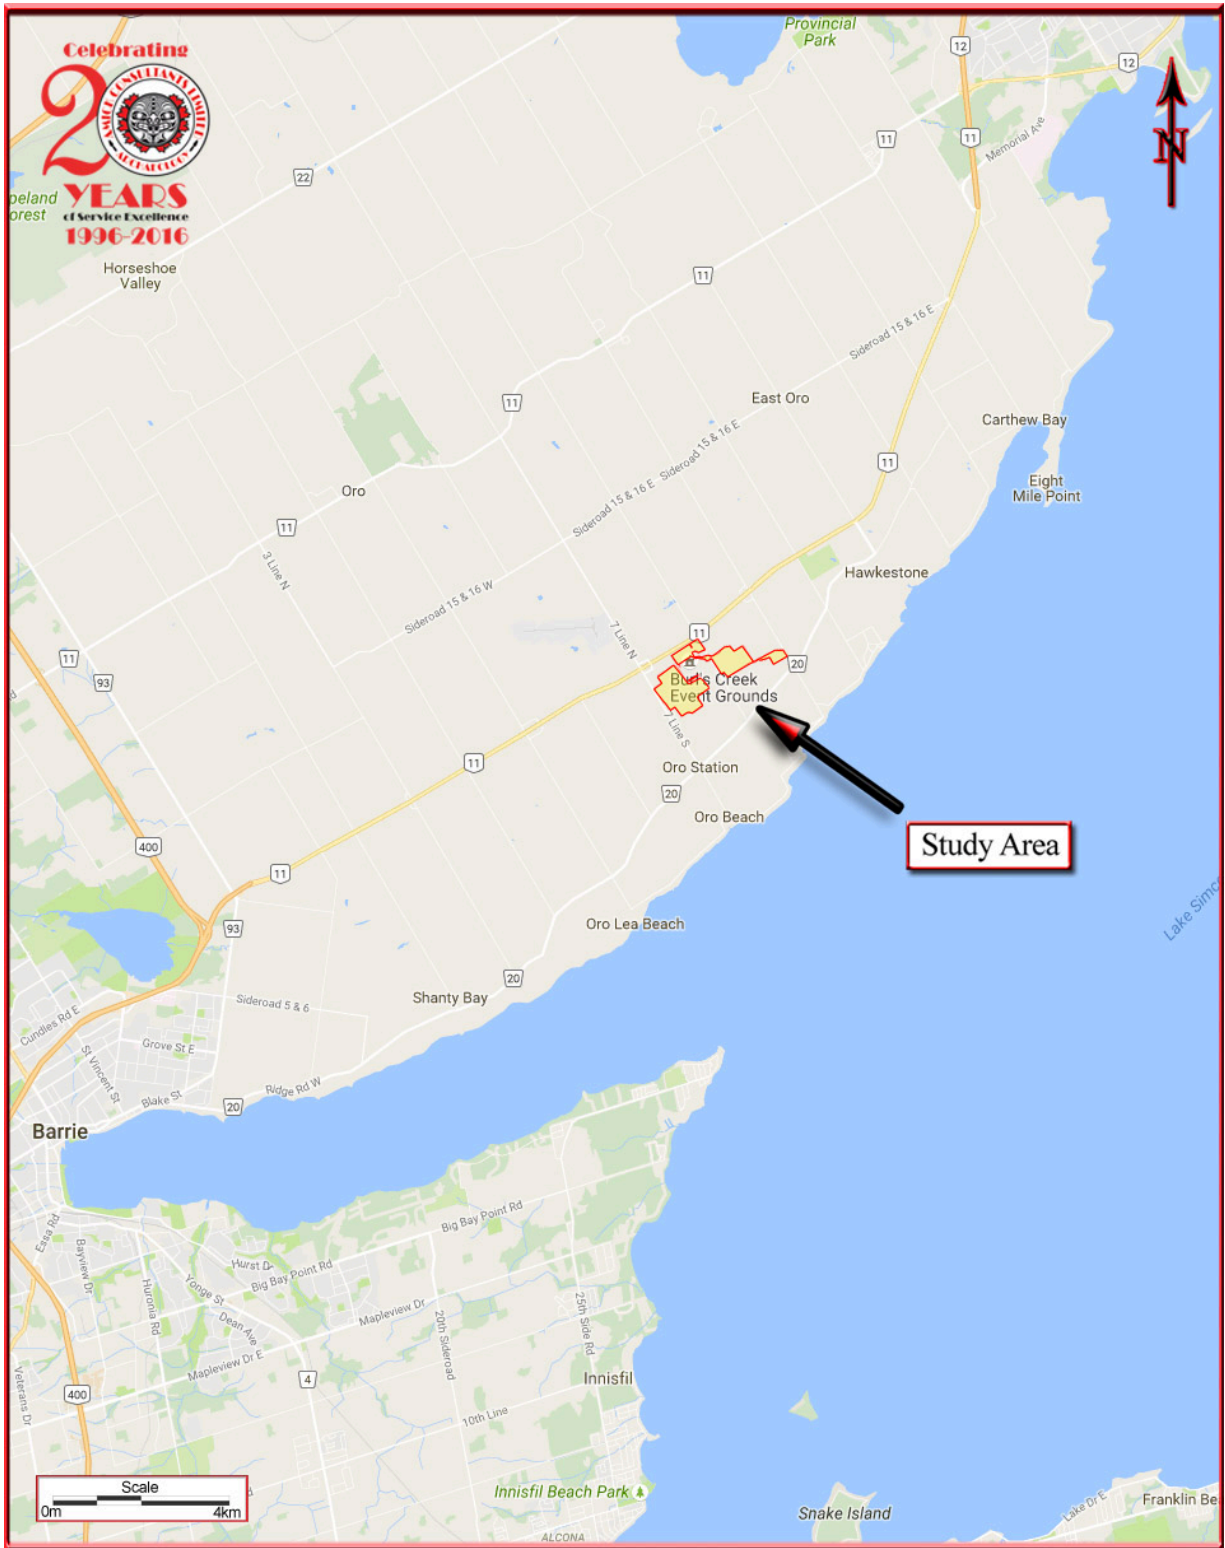 Celebrating
20
AMICK CONSULTANTS LIMITED
ARCHAEOLOGY
YEARS
of Service Excellence
1996-2016
Provincial
Park
12
12
N
11
11
Memorial Ave
22
peland
orest
Horseshoe
Valley
11
Sideroad 15 & 16 E
East Oro
11
Carthew Bay
Sideroad 15 & 16 E
Sideroad 15 & 16 E
11
Eight
Mile Point
Oro
11
3 Line N
Hawkestone
Sideroad 15 & 16 W
7 Line N
11
11
93
20
Burl's Creek
Event Grounds
7 Line S
11
Oro Station
20
Oro Beach
400
Study Area
11
93
Oro Lea Beach
Lake Simc
20
Shanty Bay
Sideroad 5 & 6
Cundles Rd E
Grove St E
St Vincent St
Ridge Rd W
Blake St
20
Barrie
Big Bay Point Rd
Essa Rd
Bayview Dr
Hurst Dr
Big Bay Point Rd
Huronia Rd
Yonge St
Dean Ave
Mapleview Dr
20th Sideroad
25th Side Rd
Mapleview Dr E
4
Innisfil
Veterans Dr
400
10th Line
Scale
0m 4km
d
Innisfil Beach Park
Snake Island
Lake Dr E
Franklin Be
ALCONA